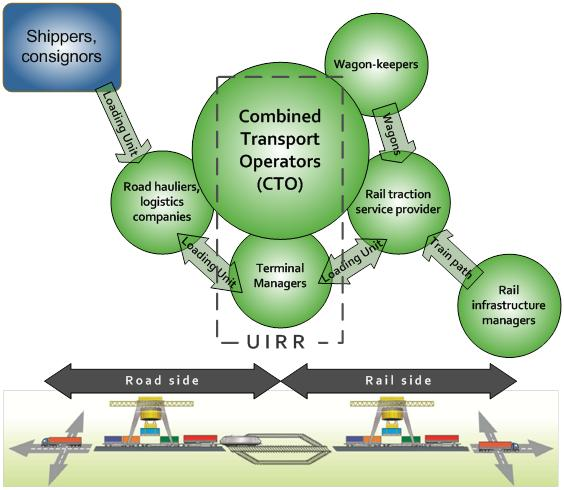 Shippers,
consignors
Wagon-keepers
Loading Unit
Combined
Transport
Operators
(CTO)
Wagons
Road hauliers,
logistics
companies
Rail traction
service provider
Loading Unit
Terminal
Managers
Loading Unit
Train path
Rail
infrastructure
managers
UIRR
Road side
Rail side